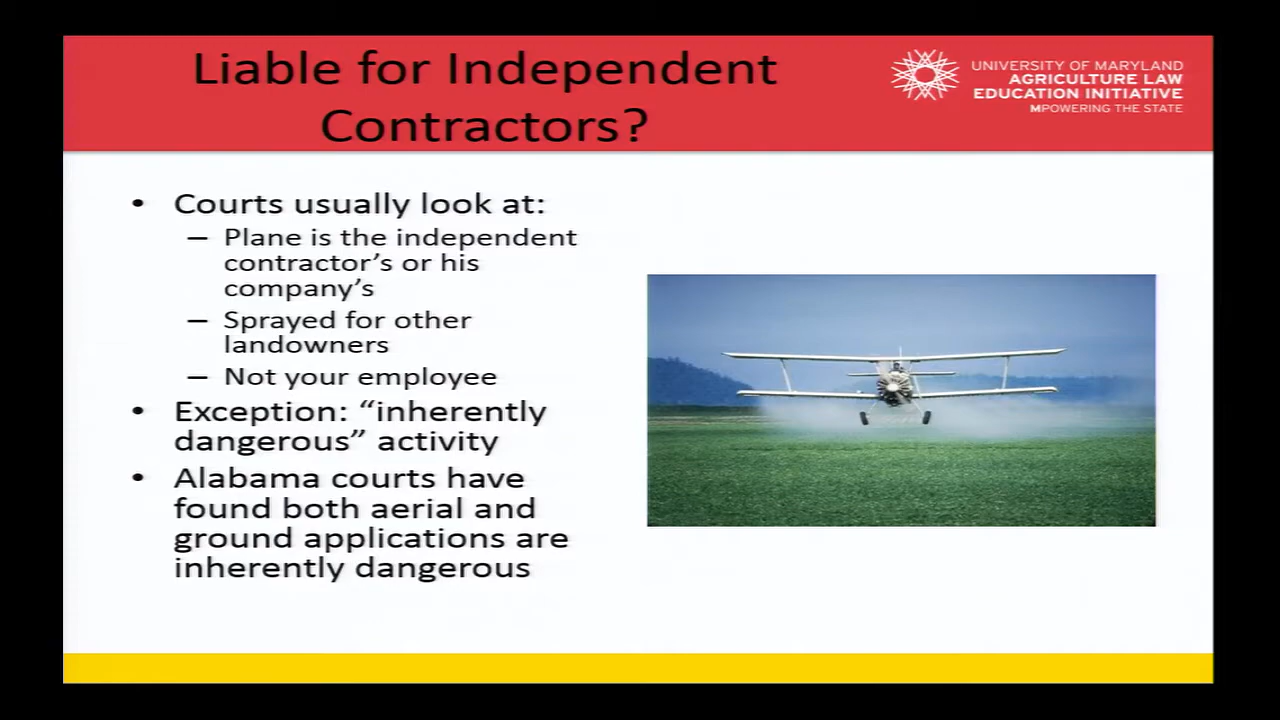 Liable for Independent
Contractors?
UNIVERSITY OF MARYLAND
AGRICULTURE LAW
EDUCATION INITIATIVE
MPOWERING THE STATE
• Courts usually look at:
– Plane is the independent
contractor’s or his
company’s
– Sprayed for other
landowners
– Not your employee
• Exception: “inherently
dangerous” activity
• Alabama courts have
found both aerial and
ground applications are
inherently dangerous